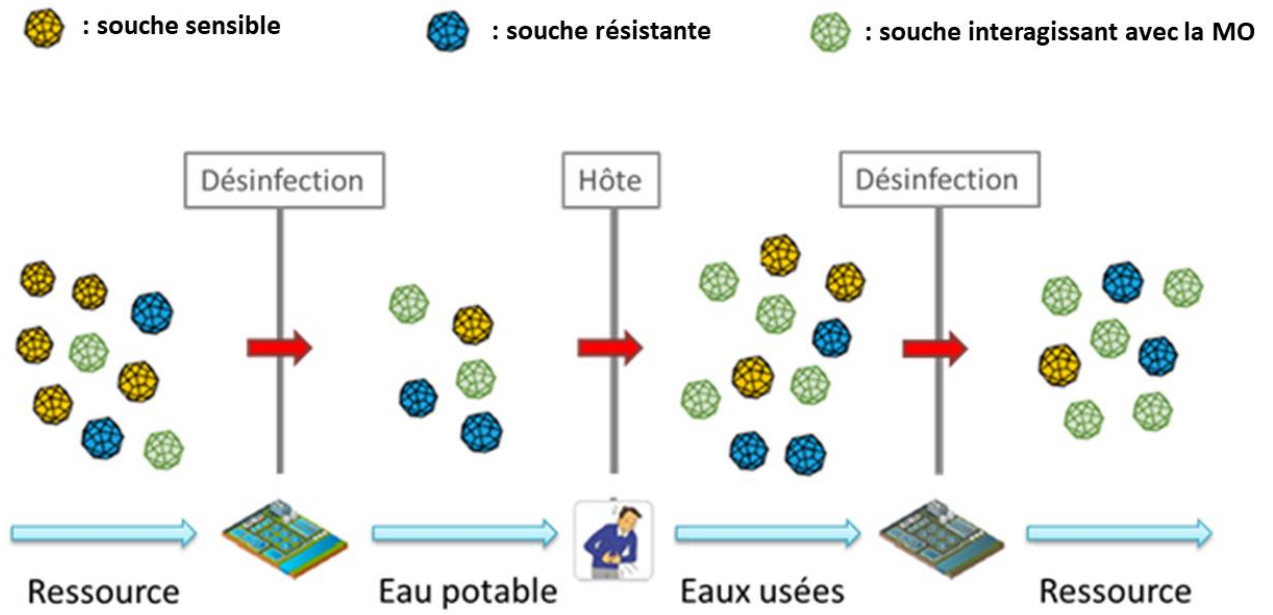 : souche sensible
: souche résistante
: souche interagissant avec la MO
Désinfection
Hôte
Désinfection
Ressource
Eau potable
Eaux usées
Ressource